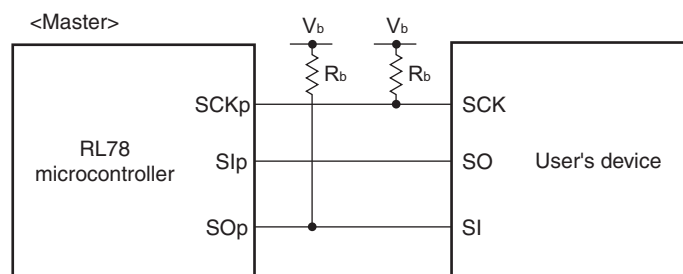 <Master>
Vb Vb
Rb Rb
SCKp SCK
RL78
microcontroller
SIp SO
User's device
SOp SI